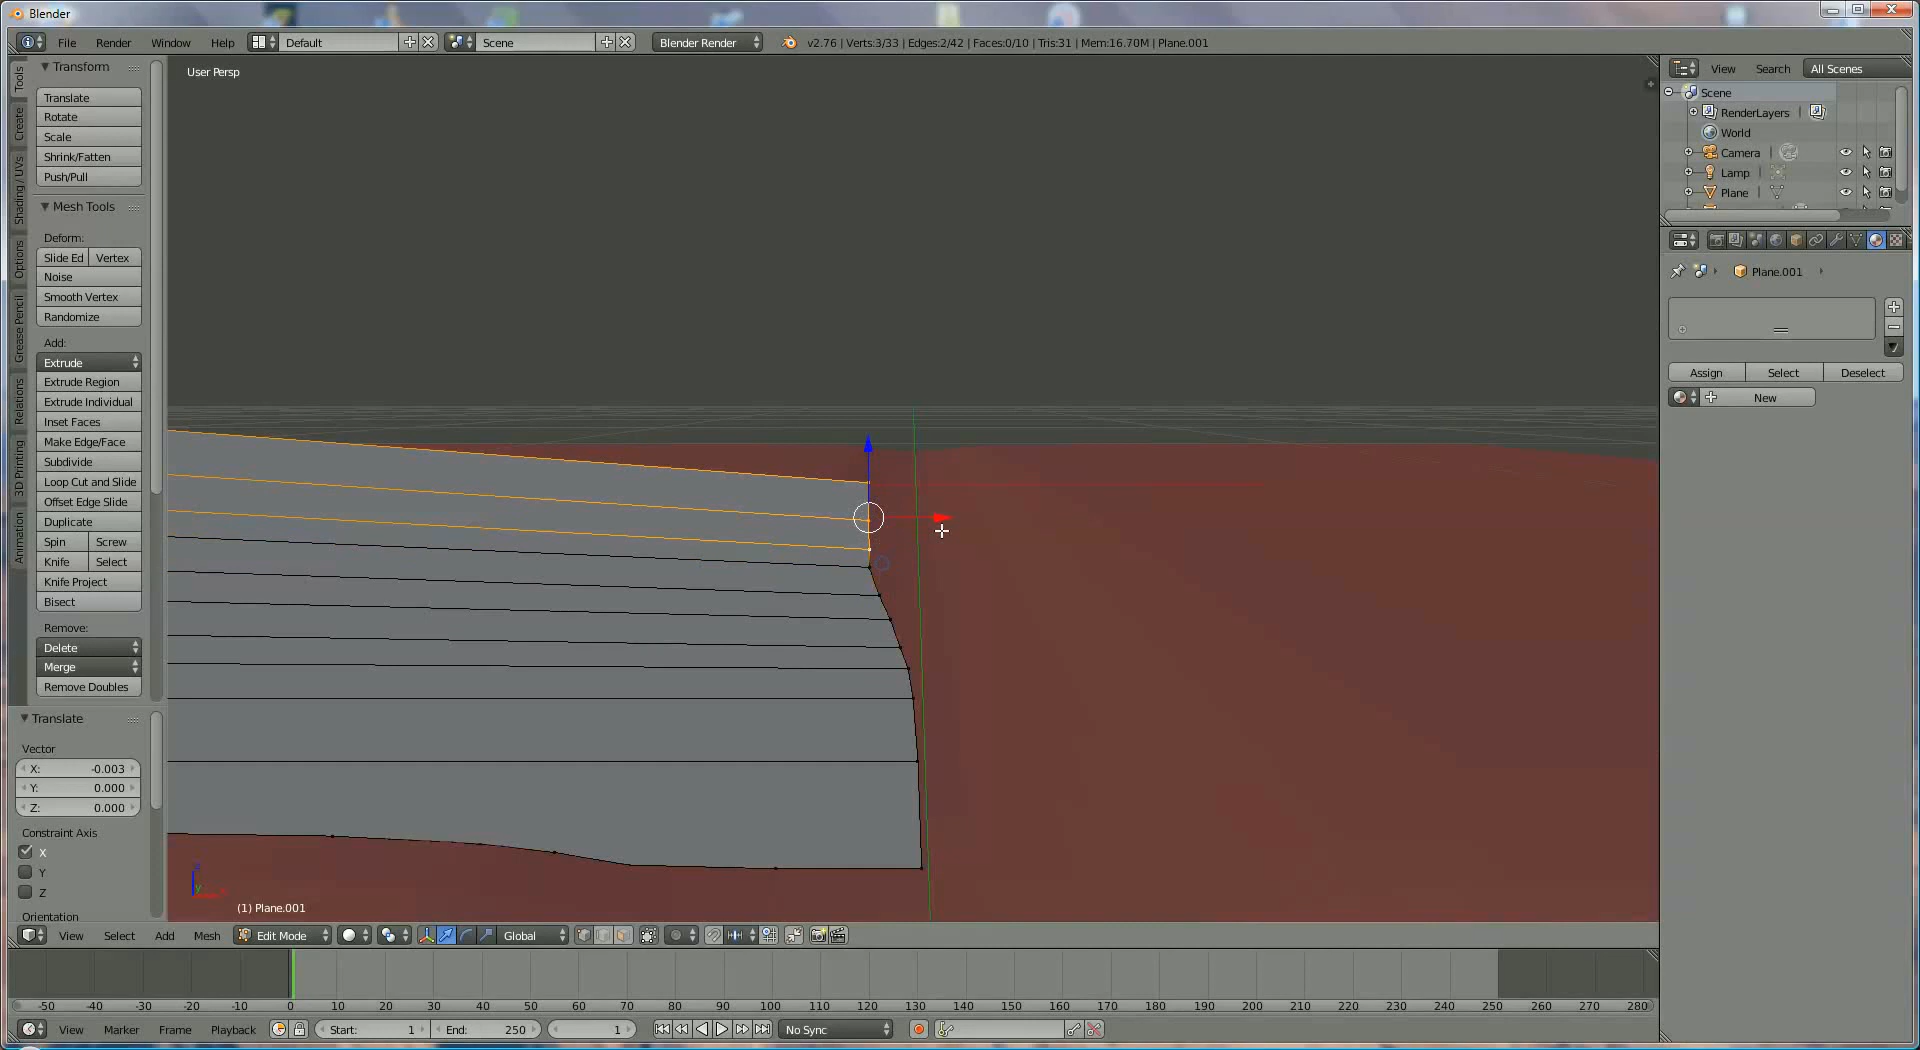 Blender
File Render Window Help Default Scene Blender Render v2.76 | Verts:3/33 | Edges:2/42 | Faces:0/10 | Tris:31 | Mem:16.70M | Plane.001
Tools
Create
Shading / UVs
Options
Grease Pencil
Relations
3D Printing
Animation
Transform
Translate
Rotate
Scale
Shrink/Fatten
Push/Pull
Mesh Tools
Deform:
Slide Ed Vertex
Noise
Smooth Vertex
Randomize
Add:
Extrude
Extrude Region
Extrude Individual
Inset Faces
Make Edge/Face
Subdivide
Loop Cut and Slide
Offset Edge Slide
Duplicate
Spin Screw
Knife Select
Knife Project
Bisect
Remove:
Delete
Merge
Remove Doubles
Translate
Vector
X: -0.003
Y: 0.000
Z: 0.000
Constraint Axis
X
Y
Z
Orientation
User Persp
z
y
(1) Plane.001
View Search All Scenes
Scene
RenderLayers
World
Camera
Lamp
Plane
Plane.001
Assign Select Deselect
New
View Select Add Mesh Edit Mode Global
-50 -40 -30 -20 -10 0 10 20 30 40 50 60 70 80 90 100 110 120 130 140 150 160 170 180 190 200 210 220 230 240 250 260 270 280
View Marker Frame Playback Start: 1 End: 250 1 No Sync